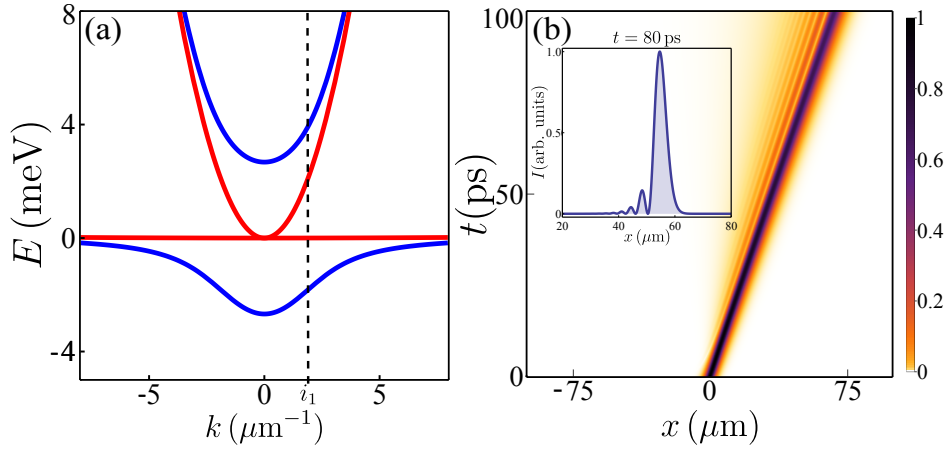 (a)
8
4
0
-4
E (meV)
-5
0
i₁
5
k (μm⁻¹)
(b)
100
50
0
t(ps)
t = 80 ps
1.0
0.5
0
I(arb. units)
20
40
60
80
x (μm)
-75
0
75
x (μm)
1
0.8
0.6
0.4
0.2
0